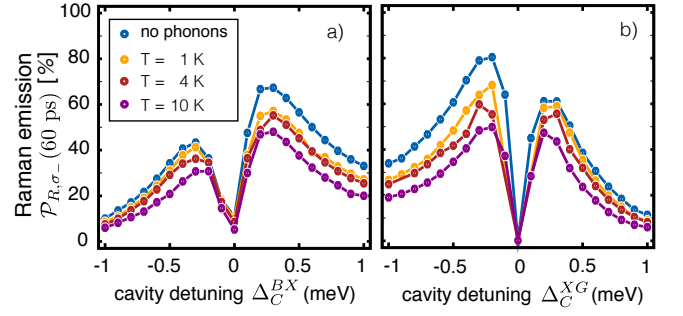 Raman emission
𝒫_{R,σ_−}(60 ps) [%]
100
80
60
40
20
0
a)
no phonons
T = 1 K
T = 4 K
T = 10 K
b)
-1 -0.5 0 0.5 1
-1 -0.5 0 0.5 1
cavity detuning Δ_C^{BX} (meV)
cavity detuning Δ_C^{XG} (meV)